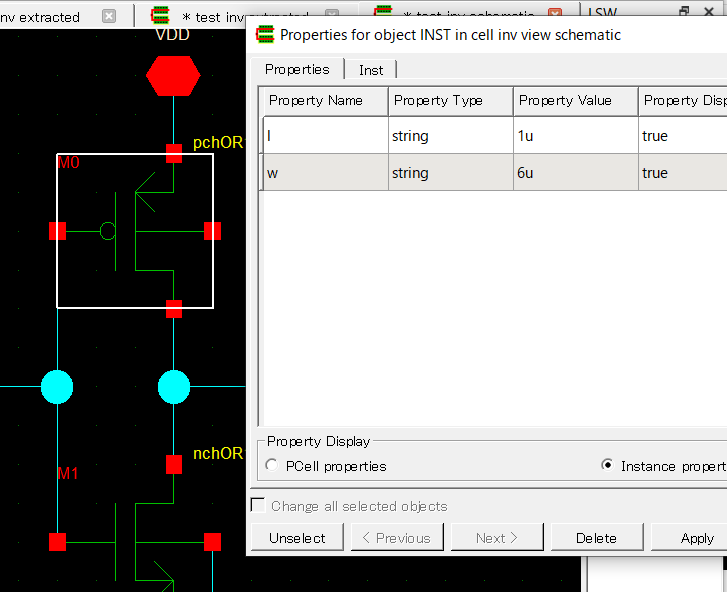 nv extracted
* test inv extracted
* test inv schematic
LSW
Properties for object INST in cell inv view schematic
VDD
Properties
Inst
Property Name
Property Type
Property Value
Property Disp
pchOR1
M0
l
string
1u
true
w
string
6u
true
Property Display
PCell properties
Instance propert
nchOR
M1
Change all selected objects
Unselect
< Previous
Next >
Delete
Apply